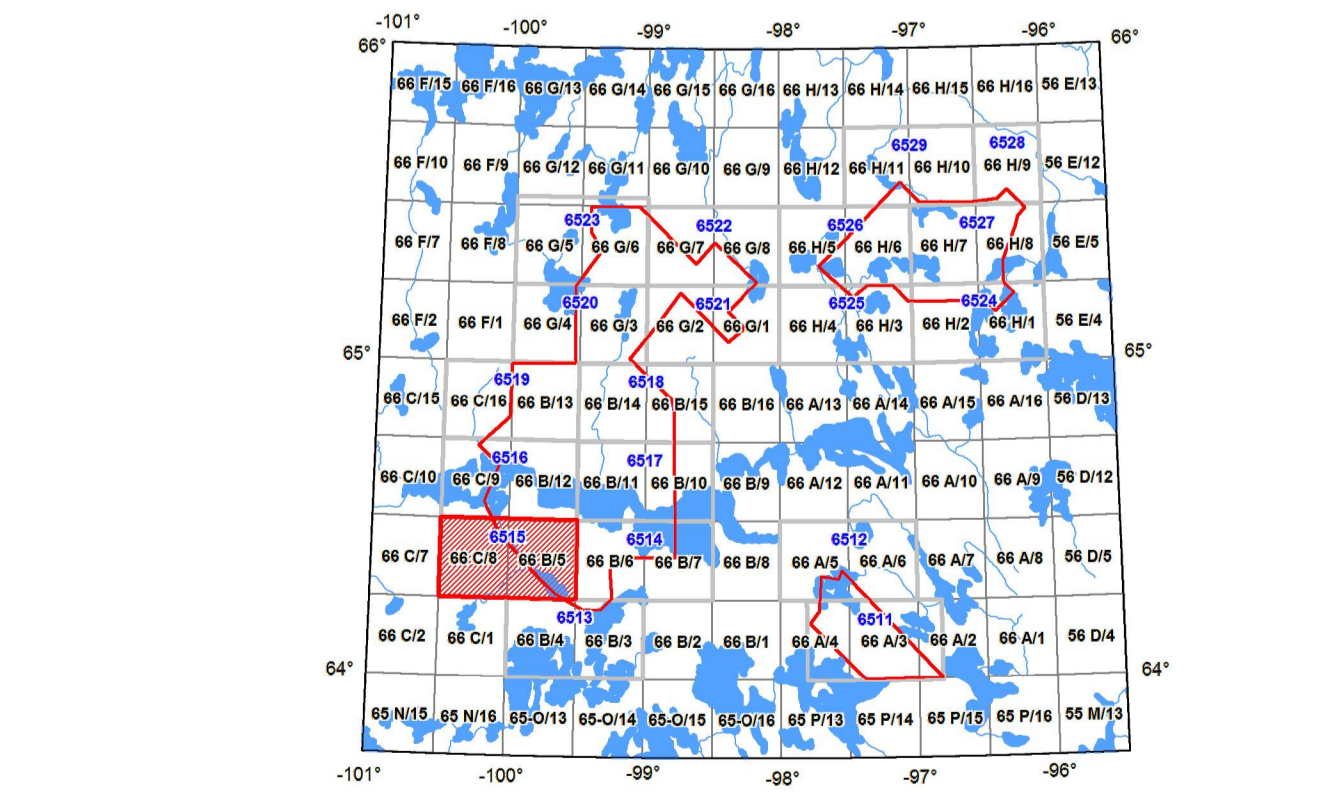 -101° -100° -99° -98° -97° -96°
66° 66°
66 F/15 66 F/16 66 G/13 66 G/14 66 G/15 66 G/16 66 H/13 66 H/14 66 H/15 66 H/16 56 E/13
6529 6528
66 F/10 66 F/9 66 G/12 66 G/11 66 G/10 66 G/9 66 H/12 66 H/11 66 H/10 66 H/9 56 E/12
6523 6522 6526 6527
66 F/7 66 F/8 66 G/5 66 G/6 66 G/7 66 G/8 66 H/5 66 H/6 66 H/7 66 H/8 56 E/5
6520 6521 6525 6524
66 F/2 66 F/1 66 G/4 66 G/3 66 G/2 66 G/1 66 H/4 66 H/3 66 H/2 66 H/1 56 E/4
65° 65°
6519 6518
66 C/15 66 C/16 66 B/13 66 B/14 66 B/15 66 B/16 66 A/13 66 A/14 66 A/15 66 A/16 56 D/13
6516 6517
66 C/10 66 C/9 66 B/12 66 B/11 66 B/10 66 B/9 66 A/12 66 A/11 66 A/10 66 A/9 56 D/12
6515 6514 6512
66 C/7 66 C/8 66 B/5 66 B/6 66 B/7 66 B/8 66 A/5 66 A/6 66 A/7 66 A/8 56 D/5
6513 6511
66 C/2 66 C/1 66 B/4 66 B/3 66 B/2 66 B/1 66 A/4 66 A/3 66 A/2 66 A/1 56 D/4
64° 64°
65 N/15 65 N/16 65-O/13 65-O/14 65-O/15 65-O/16 65 P/13 65 P/14 65 P/15 65 P/16 55 M/13
-101° -100° -99° -98° -97° -96°